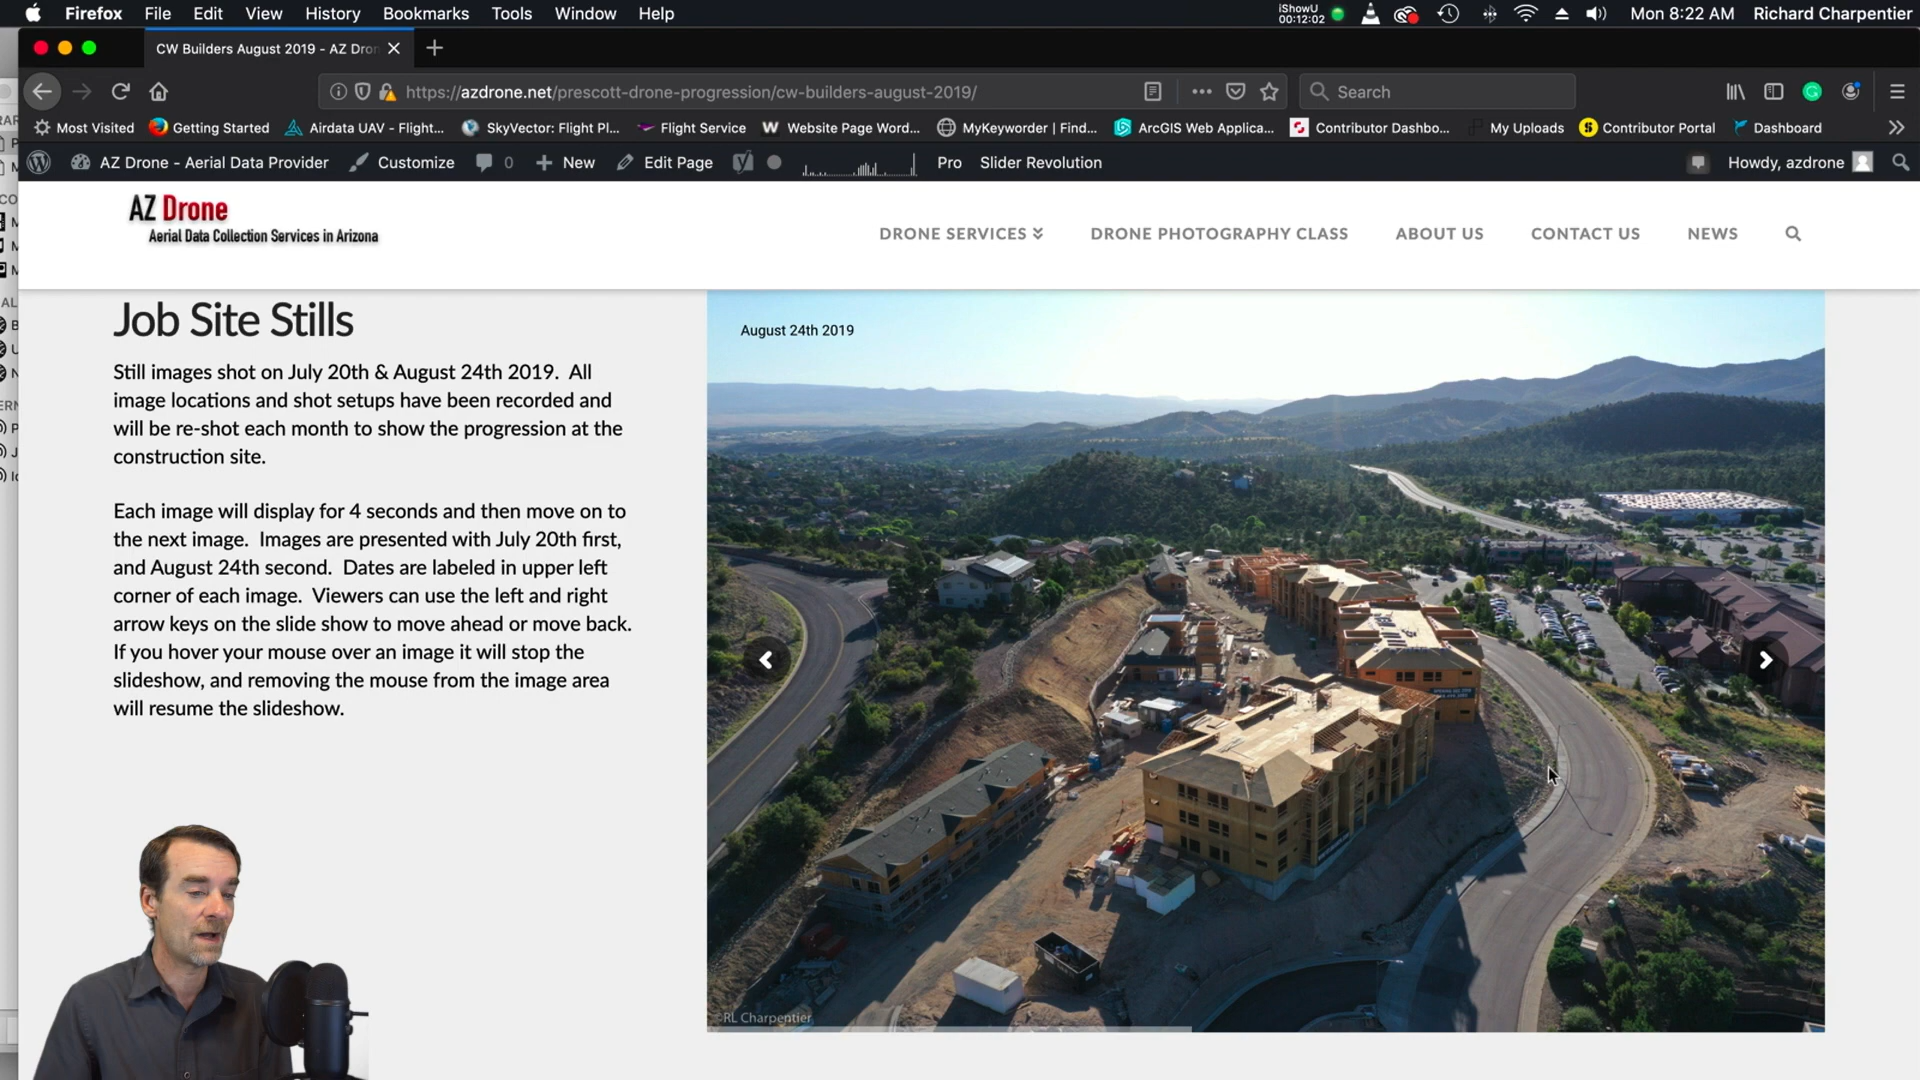 Firefox File Edit View History Bookmarks Tools Window Help
iShowU
00:12:02
Mon 8:22 AM Richard Charpentier
CW Builders August 2019 - AZ Dro
https://azdrone.net/prescott-drone-progression/cw-builders-august-2019/
Search
Most Visited Getting Started Airdata UAV - Flight... SkyVector: Flight Pl... Flight Service Website Page Word... MyKeyworder | Find... ArcGIS Web Applica... Contributor Dashbo... My Uploads Contributor Portal Dashboard
AZ Drone - Aerial Data Provider Customize 0 New Edit Page Pro Slider Revolution Howdy, azdrone
AZ Drone
Aerial Data Collection Services in Arizona
DRONE SERVICES DRONE PHOTOGRAPHY CLASS ABOUT US CONTACT US NEWS
Job Site Stills
Still images shot on July 20th & August 24th 2019. All
image locations and shot setups have been recorded and
will be re-shot each month to show the progression at the
construction site.
Each image will display for 4 seconds and then move on to
the next image. Images are presented with July 20th first,
and August 24th second. Dates are labeled in upper left
corner of each image. Viewers can use the left and right
arrow keys on the slide show to move ahead or move back.
If you hover your mouse over an image it will stop the
slideshow, and removing the mouse from the image area
will resume the slideshow.
August 24th 2019
RL Charpentier